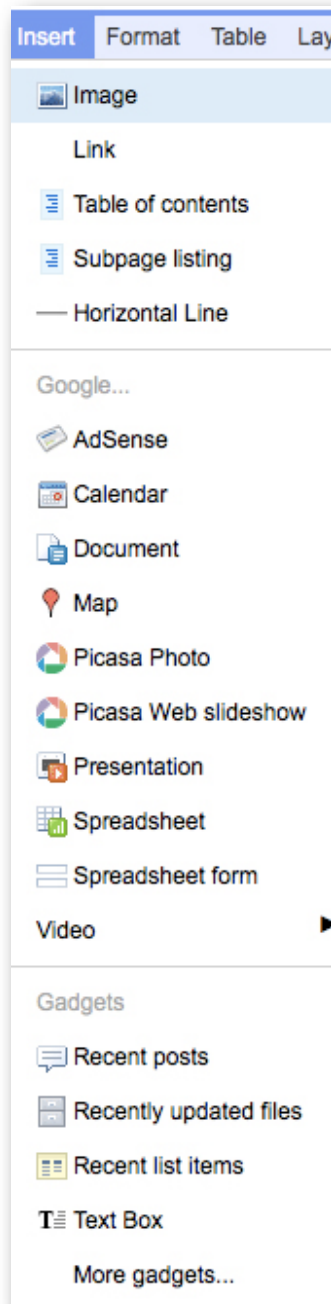 Insert Format Table Lay
Image
Link
Table of contents
Subpage listing
Horizontal Line
Google...
AdSense
Calendar
Document
Map
Picasa Photo
Picasa Web slideshow
Presentation
Spreadsheet
Spreadsheet form
Video
Gadgets
Recent posts
Recently updated files
Recent list items
Text Box
More gadgets...